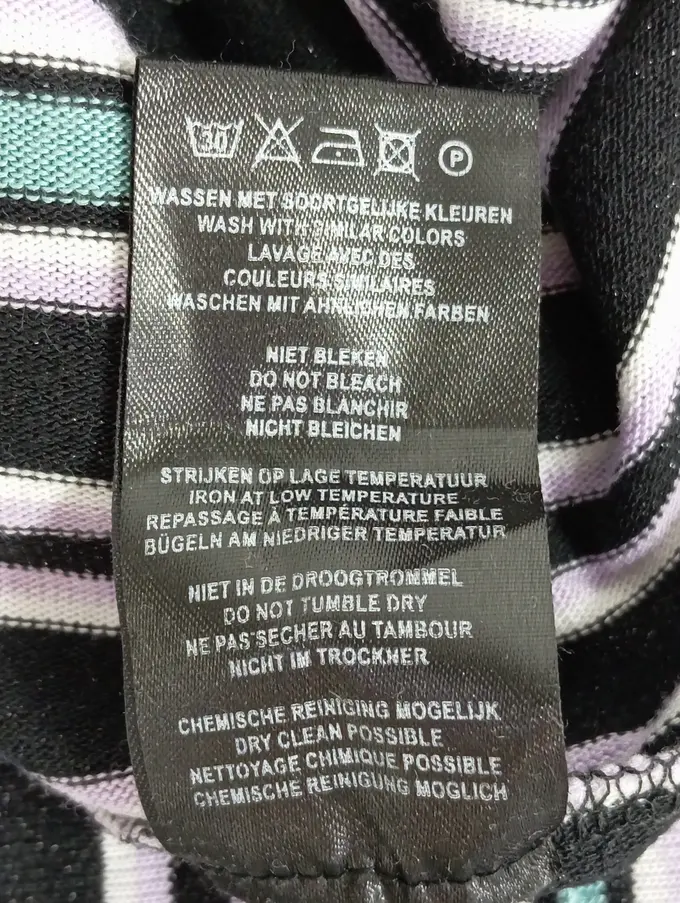 30
P
WASSEN MET SOORTGELIJKE KLEUREN
WASH WITH SIMILAR COLORS
LAVAGE AVEC DES
COULEURS SIMILAIRES
WASCHEN MIT AHNLICHEN FARBEN
NIET BLEKEN
DO NOT BLEACH
NE PAS BLANCHIR
NICHT BLEICHEN
STRIJKEN OP LAGE TEMPERATUUR
IRON AT LOW TEMPERATURE
REPASSAGE À TEMPÉRATURE FAIBLE
BÜGELN AM NIEDRIGER TEMPERATUR
NIET IN DE DROOGTROMMEL
DO NOT TUMBLE DRY
NE PAS SECHER AU TAMBOUR
NICHT IM TROCKNER
CHEMISCHE REINIGING MOGELIJK
DRY CLEAN POSSIBLE
NETTOYAGE CHIMIQUE POSSIBLE
CHEMISCHE REINIGUNG MOGLICH